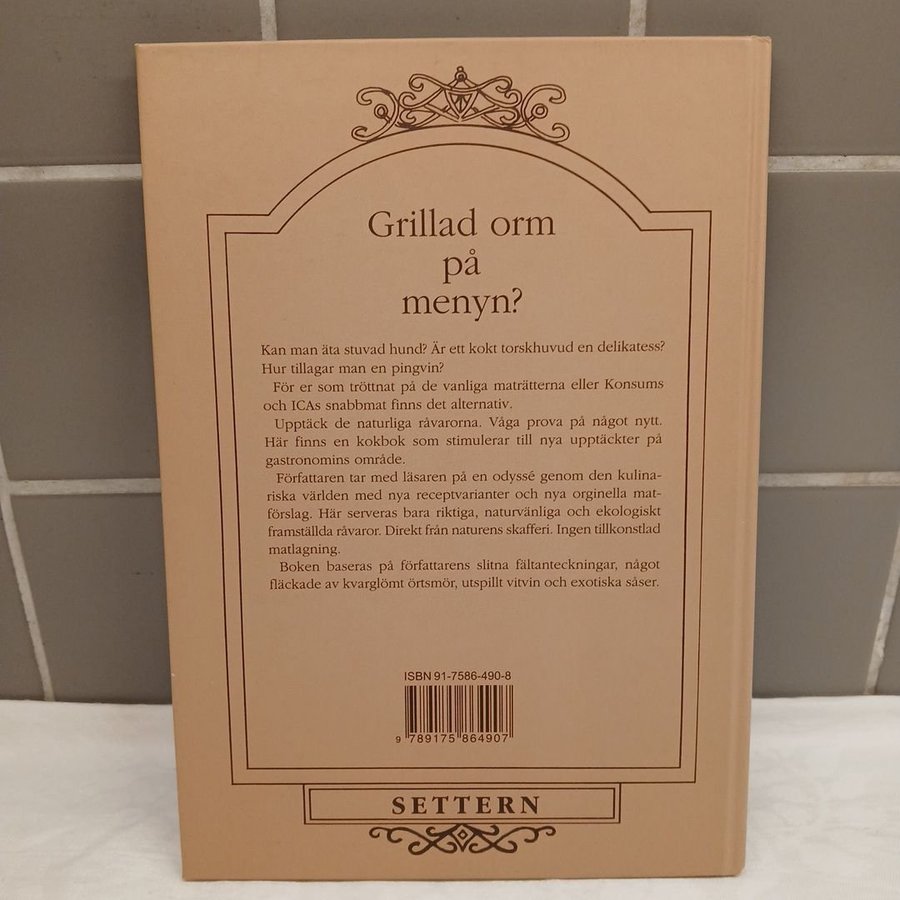 Grillad orm
på
menyn?
Kan man äta stuvad hund? Är ett kokt torskhuvud en delikatess?
Hur tillagar man en pingvin?
För er som tröttnat på de vanliga maträtterna eller Konsums
och ICAs snabbmat finns det alternativ.
Upptäck de naturliga råvarorna. Våga prova på något nytt.
Här finns en kokbok som stimulerar till nya upptäckter på
gastronomins område.
Författaren tar med läsaren på en odyssé genom den kulina-
riska världen med nya receptvarianter och nya orginella mat-
förslag. Här serveras bara riktiga, naturvänliga och ekologiskt
framställda råvaror. Direkt från naturens skafferi. Ingen tillkonstlad
matlagning.
Boken baseras på författarens slitna fältanteckningar, något
fläckade av kvarglömt örtsmör, utspillt vitvin och exotiska såser.
ISBN 91-7586-490-8
9 789175 864907
SETTERN